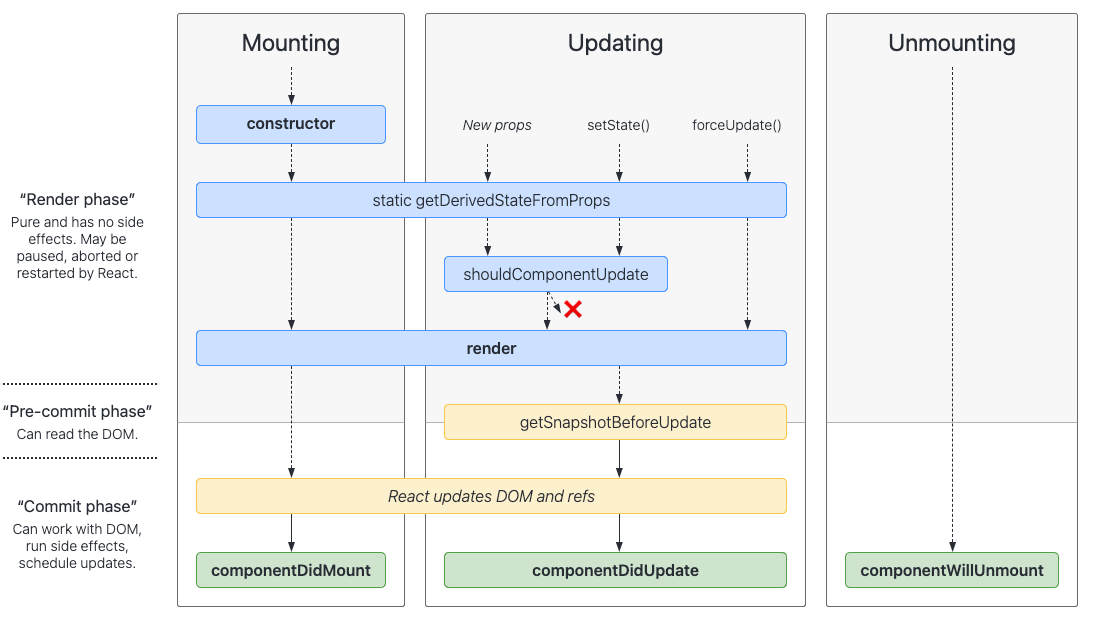 Mounting
Updating
Unmounting
constructor
New props
setState()
forceUpdate()
“Render phase”
Pure and has no side
effects. May be
paused, aborted or
restarted by React.
static getDerivedStateFromProps
shouldComponentUpdate
render
“Pre-commit phase”
Can read the DOM.
getSnapshotBeforeUpdate
“Commit phase”
Can work with DOM,
run side effects,
schedule updates.
React updates DOM and refs
componentDidMount
componentDidUpdate
componentWillUnmount